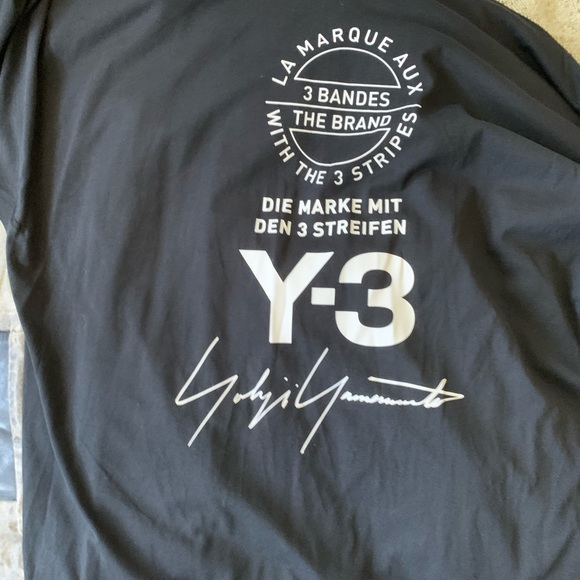 LA MARQUE AUX
3 BANDES
THE BRAND
WITH THE 3 STRIPES
DIE MARKE MIT
DEN 3 STREIFEN
Y-3
Yohji Yamamoto